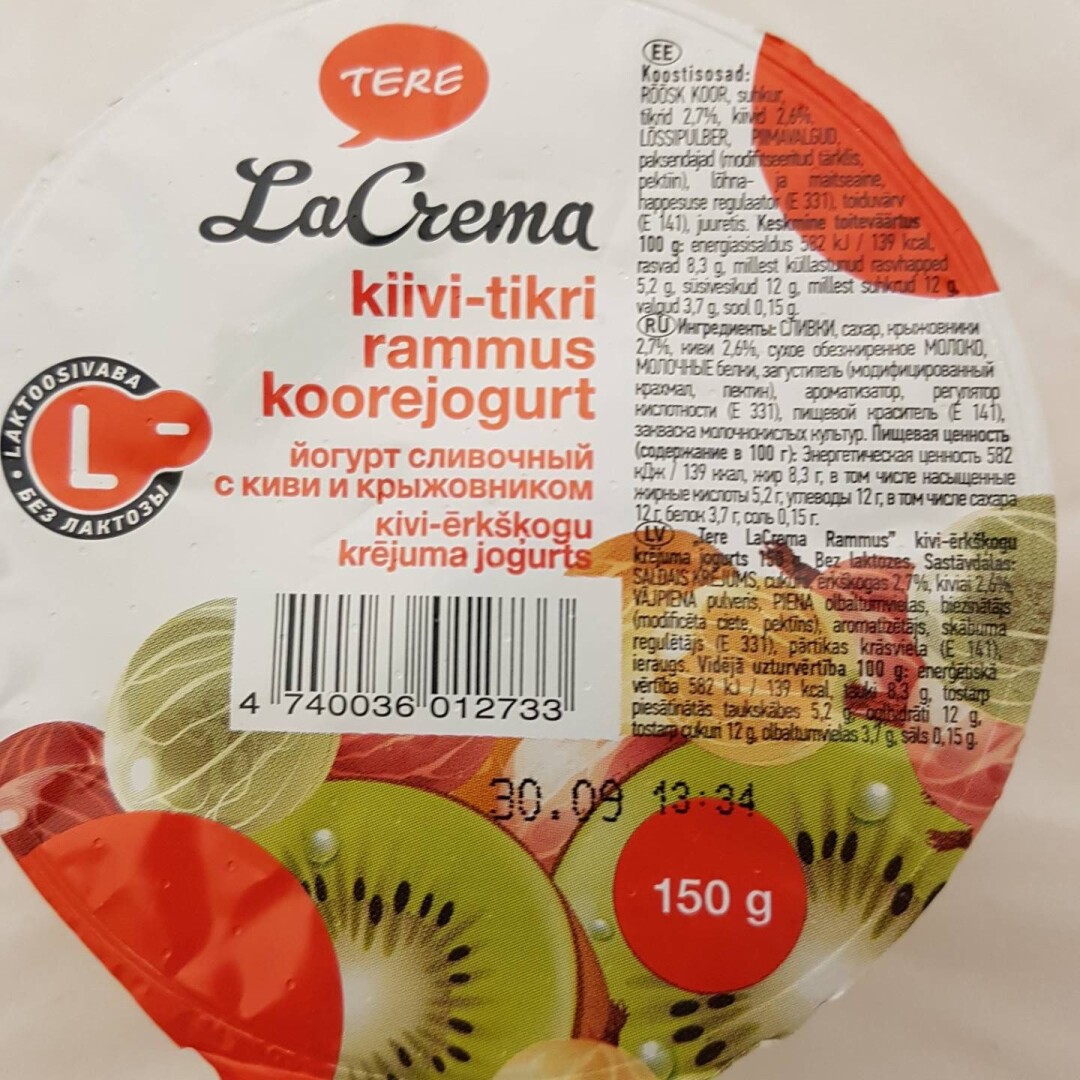 TERE
LaCrema
kiivi-tikri
rammus
koorejogurt
йогурт сливочный
с киви и крыжовником
kivi-ērkšķogu
krējuma jogurts
• LAKTOOSIVABA •
L-
БЕЗ ЛАКТОЗЫ
4 740036 012733
30.09 13:34
150 g
EE
Koostisosad:
RÕÕSK KOOR, suhkur,
tikrid 2,7%, kiivid 2,6%,
LÕSSIPULBER, PIIMAVALGUD,
paksendajad (modifitseeritud tärklis,
pektiin), lõhna- ja maitseaine,
happesuse regulaator (E 331), toiduvärv
(E 141), juuretis. Keskmine toiteväärtus
100 g: energiasisaldus 582 kJ / 139 kcal,
rasvad 8,3 g, millest küllastunud rasvhapped
5,2 g, süsivesikud 12 g, millest suhkrud 12 g,
valgud 3,7 g, sool 0,15 g.
RU Ингредиенты: СЛИВКИ, сахар, крыжовники
2,7%, киви 2,6%, сухое обезжиренное МОЛОКО,
МОЛОЧНЫЕ белки, загуститель (модифицированный
крахмал, пектин), ароматизатор, регулятор
кислотности (E 331), пищевой краситель (E 141),
закваска молочнокислых культур. Пищевая ценность
(содержание в 100 г): Энергетическая ценность 582
кДж / 139 ккал, жир 8,3 г, в том числе насыщенные
жирные кислоты 5,2 г, углеводы 12 г, в том числе сахара
12 г, белок 3,7 г, соль 0,15 г.
LV „Tere LaCrema Rammus” kivi-ērkšķogu
krējuma jogurts 150 g. Bez laktozes. Sastāvdaļas:
SALDAIS KRĒJUMS, cukurs, ērkšķogas 2,7%, kiviai 2,6%,
VĀJPIENA pulveris, PIENA olbaltumvielas, biezinātājs
(modificēta ciete, pektīns), aromatizētājs, skābuma
regulētājs (E 331), pārtikas krāsviela (E 141),
ieraugs. Vidējā uzturvērtība 100 g: enerģētiskā
vērtība 582 kJ / 139 kcal, tauki 8,3 g, tostarp
piesātinātās taukskābes 5,2 g, ogļhidrāti 12 g,
tostarp cukuri 12 g, olbaltumvielas 3,7 g, sāls 0,15 g.